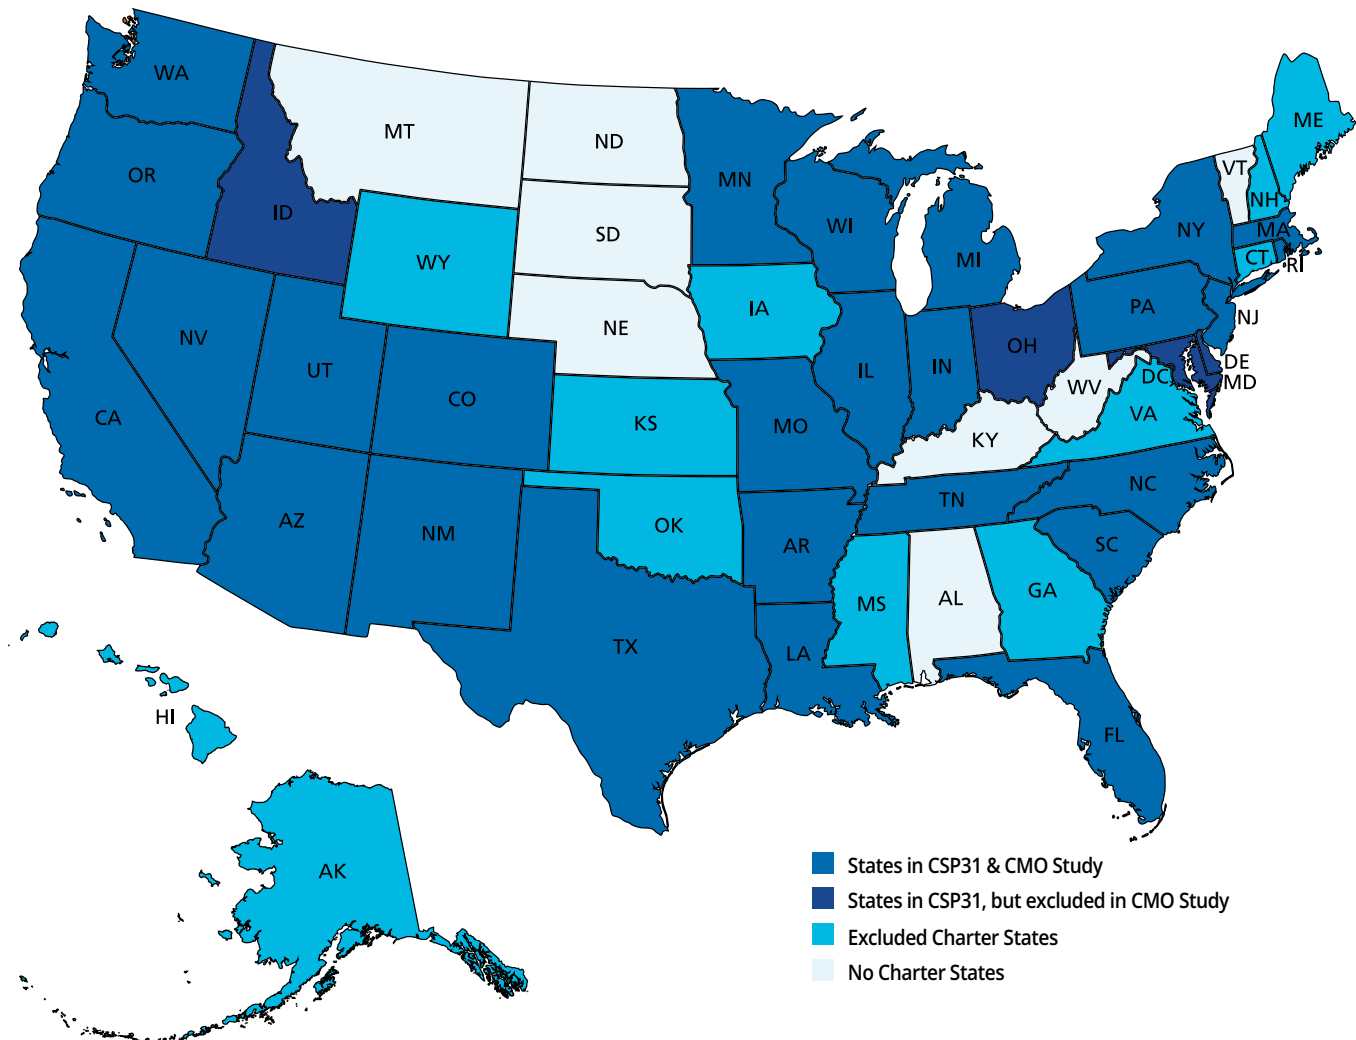 WA
MT
ND
MN
ME
OR
ID
SD
WI
MI
NY
VT
NH
MA
CT
RI
WY
IA
NE
PA
NJ
NV
UT
CO
IL
IN
OH
WV
DC
DE
MD
VA
CA
KS
MO
KY
AZ
NM
OK
AR
TN
NC
SC
MS
AL
GA
TX
LA
FL
HI
AK
States in CSP31 & CMO Study
States in CSP31, but excluded in CMO Study
Excluded Charter States
No Charter States